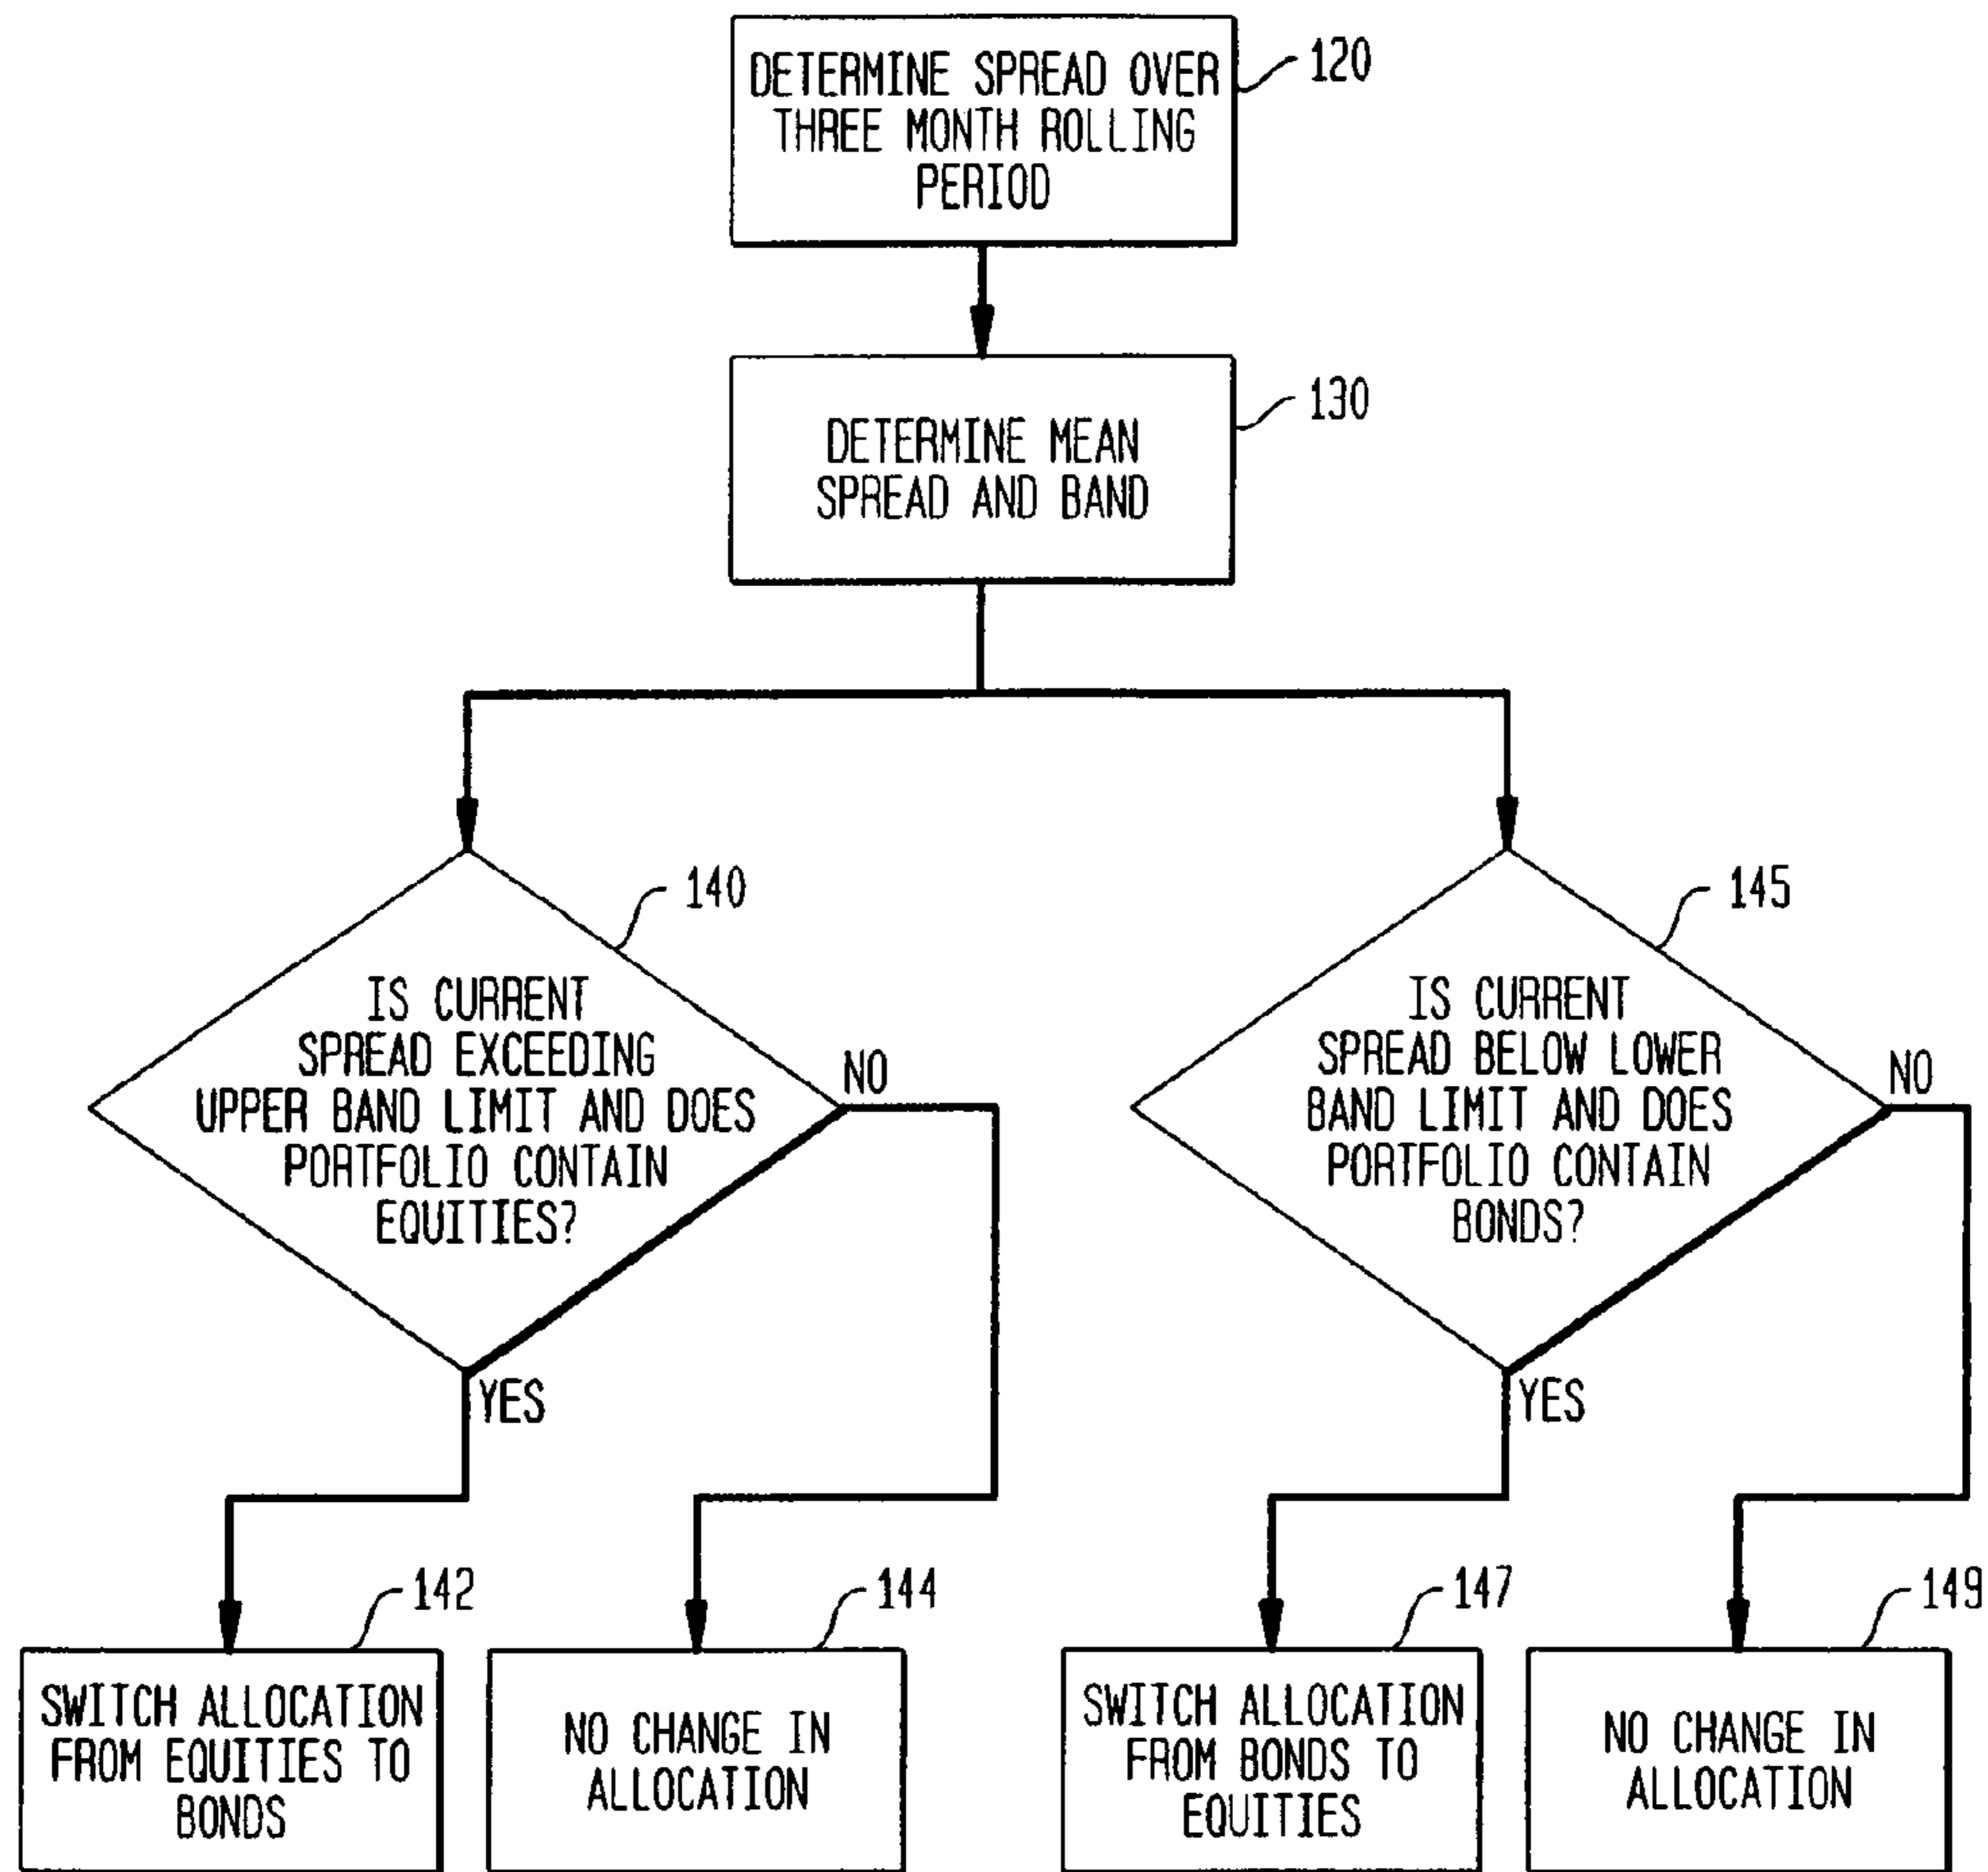 DETERMINE SPREAD OVER
THREE MONTH ROLLING
PERIOD
120
DETERMINE MEAN
SPREAD AND BAND
130
140
IS CURRENT
SPREAD EXCEEDING
UPPER BAND LIMIT AND DOES
PORTFOLIO CONTAIN
EQUITIES?
NO
YES
145
IS CURRENT
SPREAD BELOW LOWER
BAND LIMIT AND DOES
PORTFOLIO CONTAIN
BONDS?
NO
YES
142
SWITCH ALLOCATION
FROM EQUITIES TO
BONDS
144
NO CHANGE IN
ALLOCATION
147
SWITCH ALLOCATION
FROM BONDS TO
EQUITIES
149
NO CHANGE IN
ALLOCATION